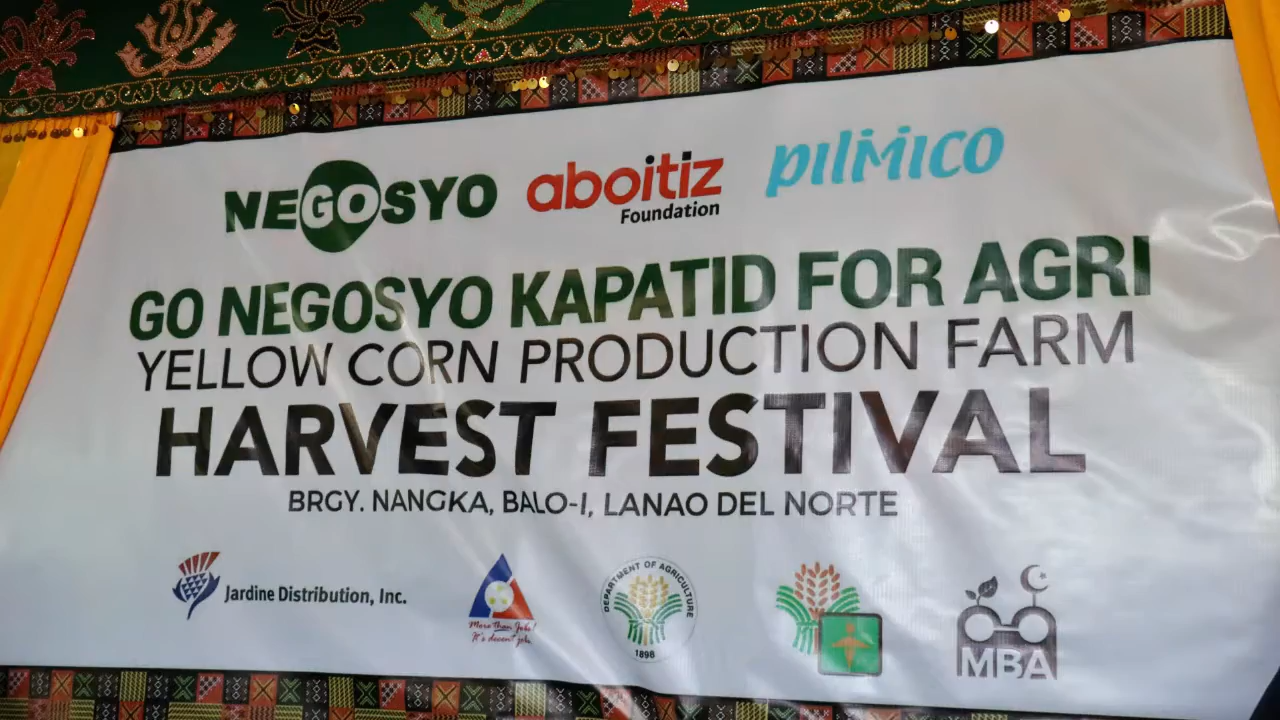 NEGOSYO
aboitiz
Foundation
PILMICO
GO NEGOSYO KAPATID FOR AGRI
YELLOW CORN PRODUCTION FARM
HARVEST FESTIVAL
BRGY. NANGKA, BALO-I, LANAO DEL NORTE
Jardine Distribution, Inc.
More Than Jobs!
It's decent jobs
DEPARTMENT OF AGRICULTURE
1898
MBA